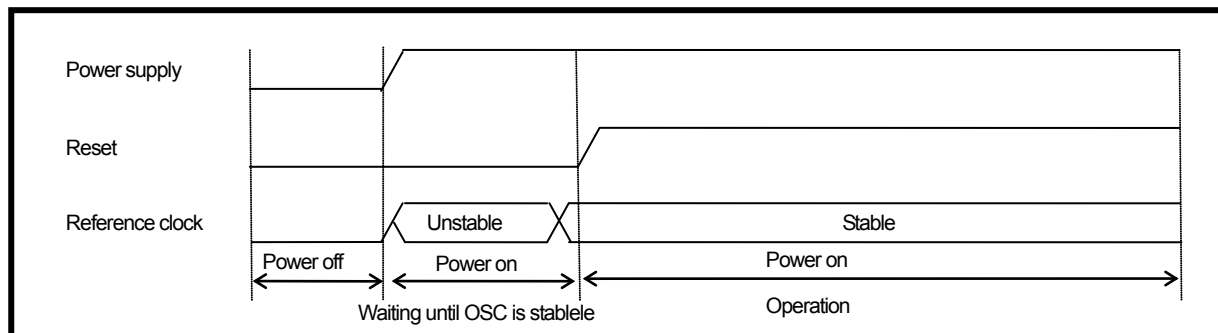 Power supply
Reset
Reference clock
Unstable
Stable
Power off
Power on
Power on
Waiting until OSC is stablele
Operation